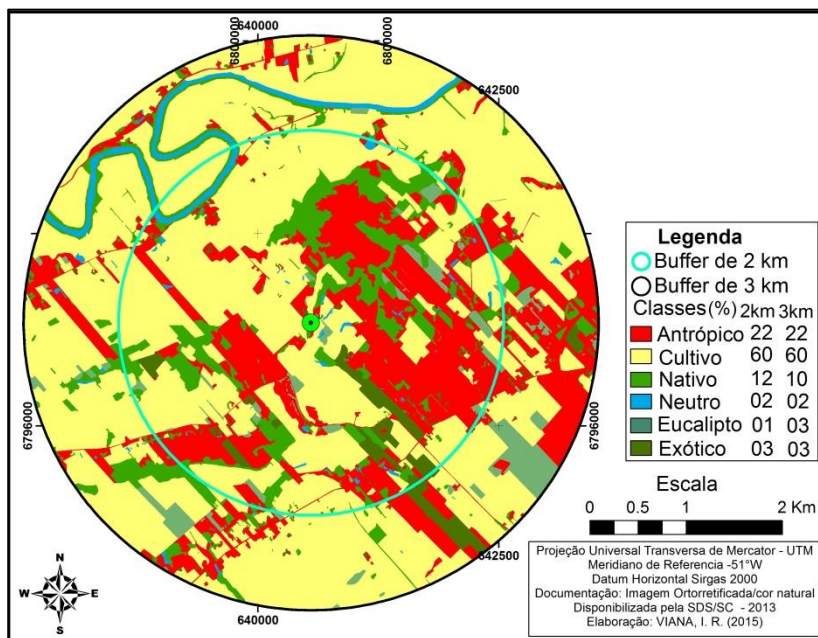 640000
6800000
6800000
642500
Legenda
Buffer de 2 km
Buffer de 3 km
Classes(%) 2km 3km
Antrópico 22 22
Cultivo 60 60
Nativo 12 10
Neutro 02 02
Eucalipto 01 03
Exótico 03 03
6796000
6796000
Escala
0 1 2 Km
Projeção Universal Transversa de Mercator - UTM
Meridiano de Referencia -51°W
Datum Horizontal Sirgas 2000
Documentação: Imagem Ortorretificada/cor natural
Disponibilizada pela SDS/SC - 2013
Elaboração: VIANA, I. R. (2015)
N
W E
S
642500
640000